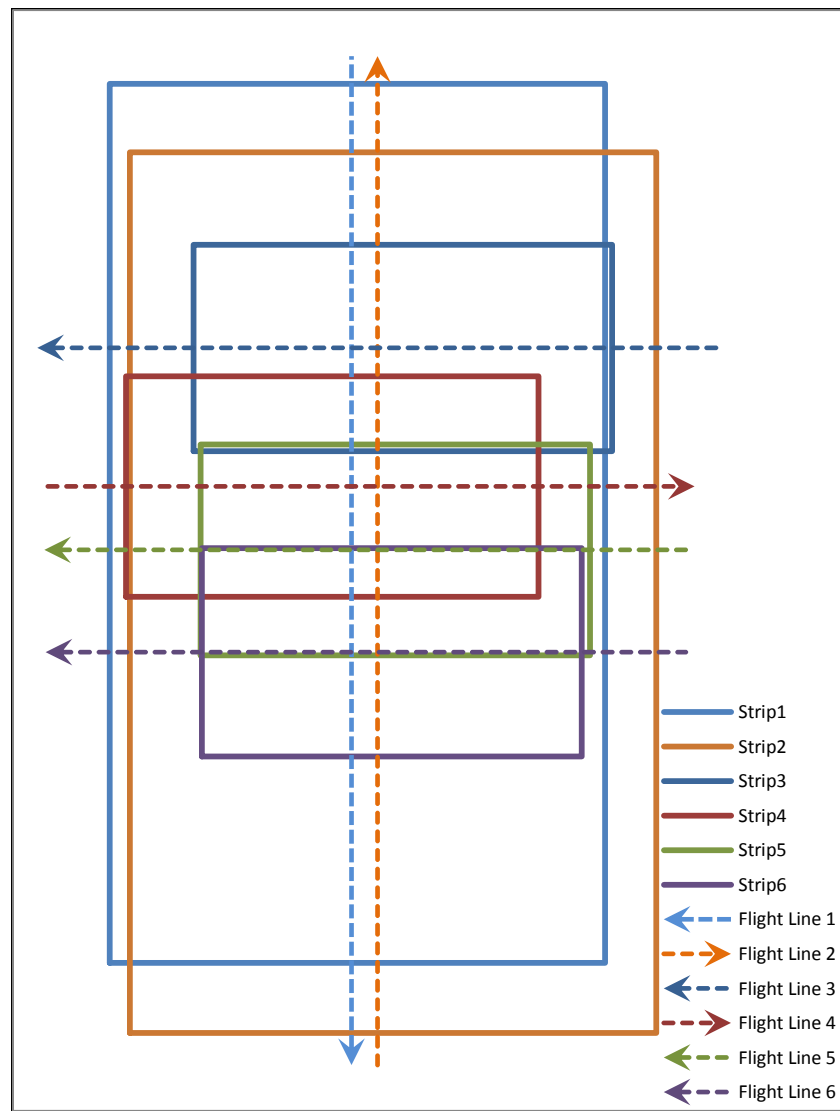 Strip1
Strip2
Strip3
Strip4
Strip5
Strip6
Flight Line 1
Flight Line 2
Flight Line 3
Flight Line 4
Flight Line 5
Flight Line 6